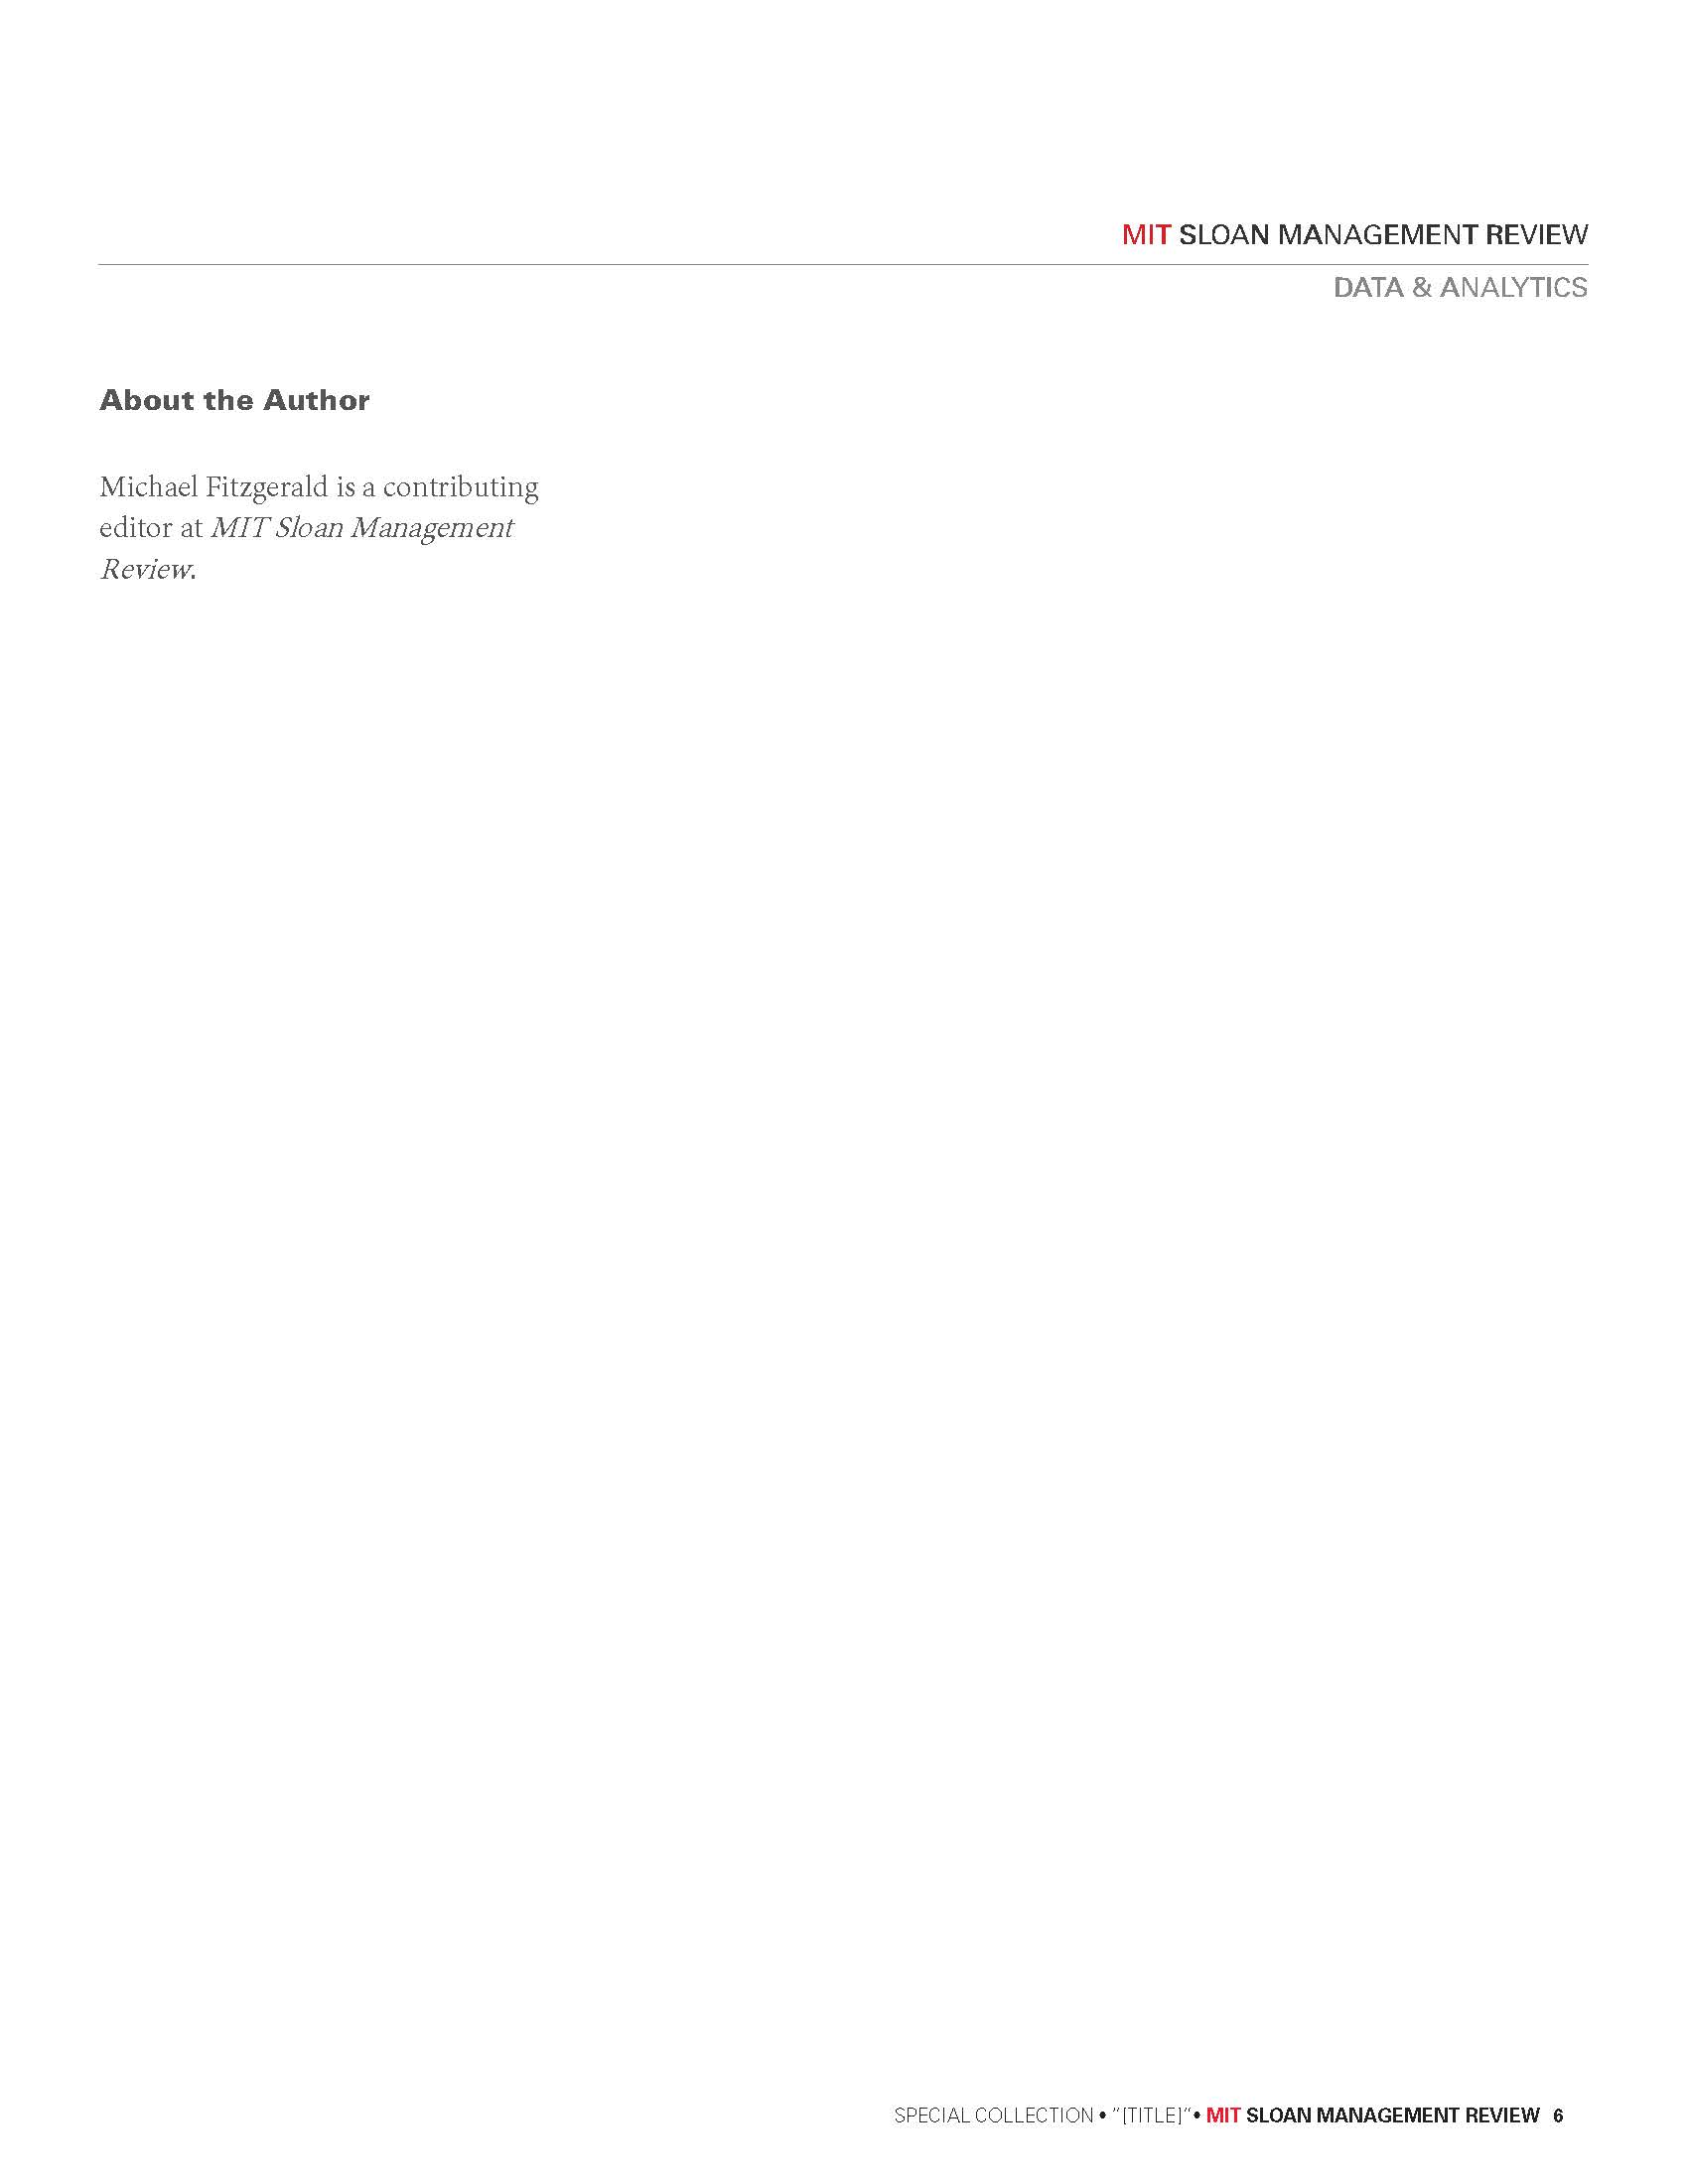 MIT SLOAN MANAGEMENT REVIEW
DATA & ANALYTICS
About the Author
Michael Fitzgerald is a contributing
editor at MIT Sloan Management
Review.
SPECIAL COLLECTION • "[TITLE]"• MIT SLOAN MANAGEMENT REVIEW 6